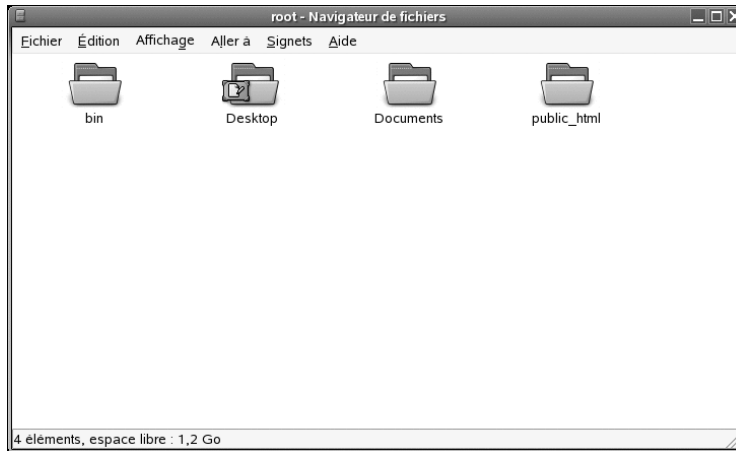 root - Navigateur de fichiers
Fichier Édition Affichage Aller à Signets Aide
bin Desktop Documents public_html
4 éléments, espace libre : 1,2 Go